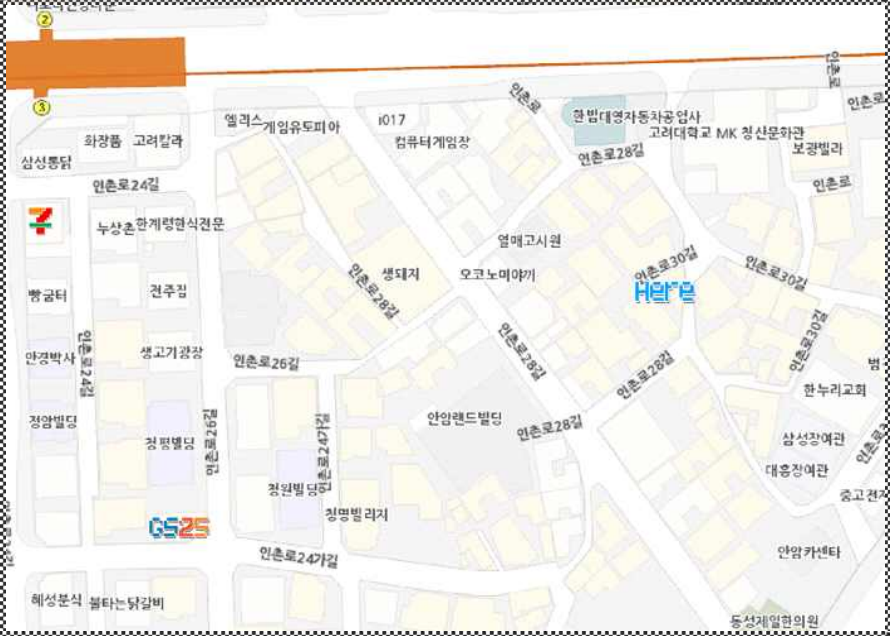 2
3
엘리스
게임유토피아
i017
컴퓨터게임장
인촌로
한밥대영자동차공업사
고려대학교 MK 청산문화관
인촌로
인촌로
보광빌라
화장품
고려칼라
삼성통닭
인촌로28길
인촌로24길
인촌로
7
누상촌
한계령한식전문
열매고시원
생돼지
오코노미야끼
인촌로30길
인촌로30길
Here
인촌로28길
빵굼터
전주집
안경박사
인촌로24길
생고기광장
인촌로26길
인촌로28길
인촌로28길
인촌로30길
범
한누리교회
정암빌딩
청평빌딩
인촌로26길
인촌로24가길
안암랜드빌딩
인촌로28길
삼성장여관
대흥장여관
정원빌딩
청명빌리지
중고전자
GS25
인촌로24가길
안암카센타
혜성분식
불타는닭갈비
동성제일한의원